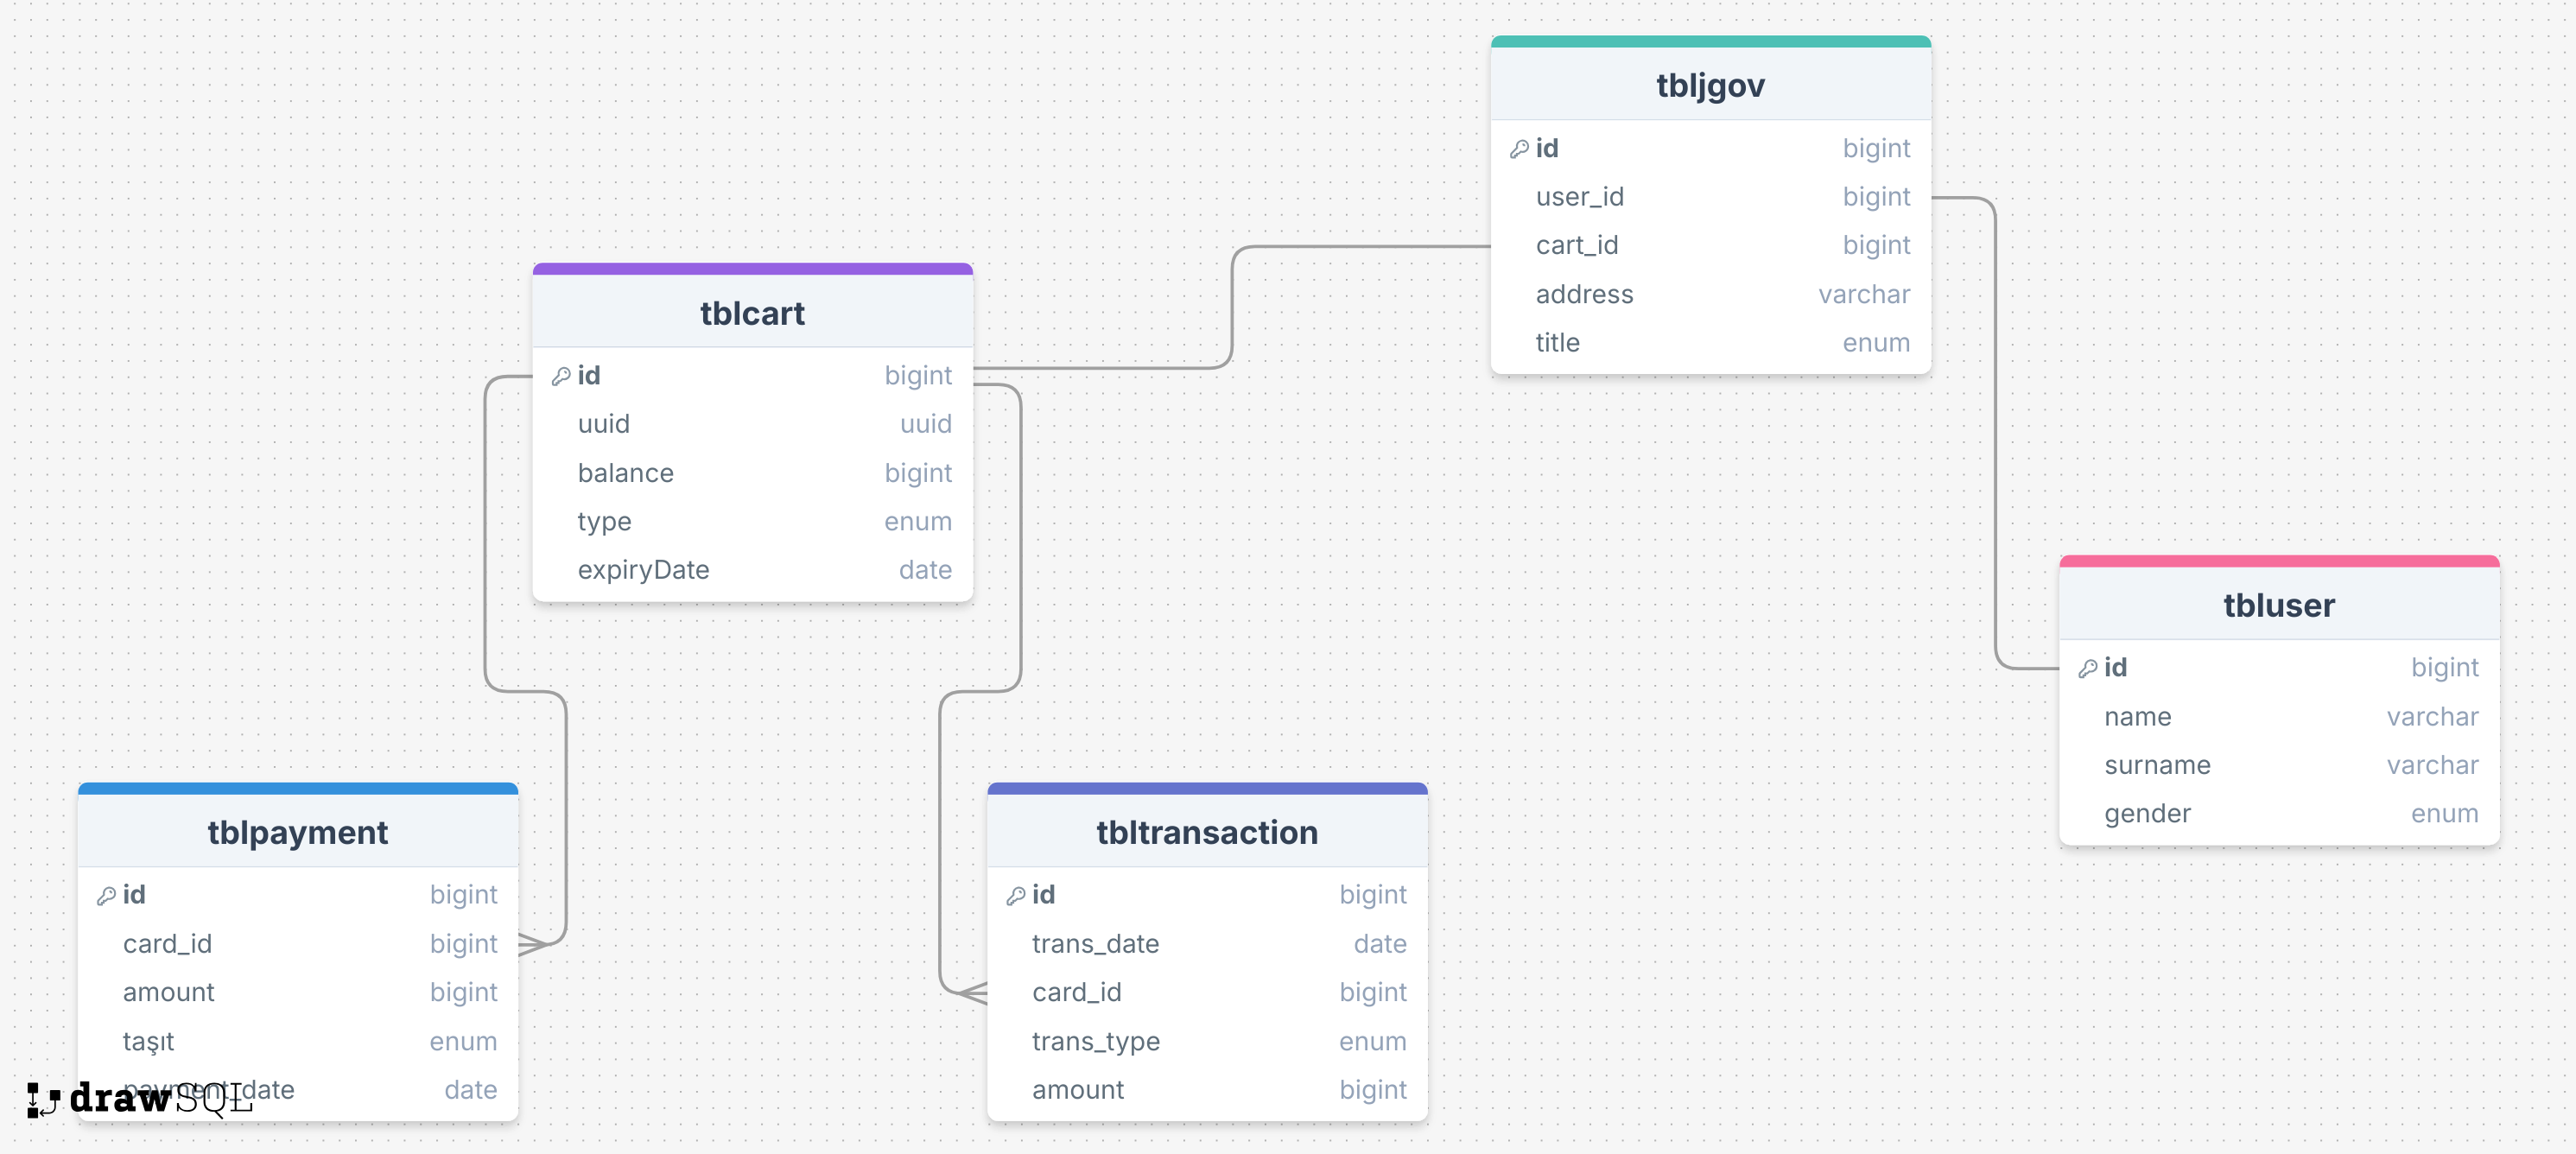 tbljgov
id bigint
user_id bigint
cart_id bigint
address varchar
title enum
tblcart
id bigint
uuid uuid
balance bigint
type enum
expiryDate date
tbluser
id bigint
name varchar
surname varchar
gender enum
tblpayment
id bigint
card_id bigint
amount bigint
taşıt enum
payment_date date
tbltransaction
id bigint
trans_date date
card_id bigint
trans_type enum
amount bigint
drawSQL